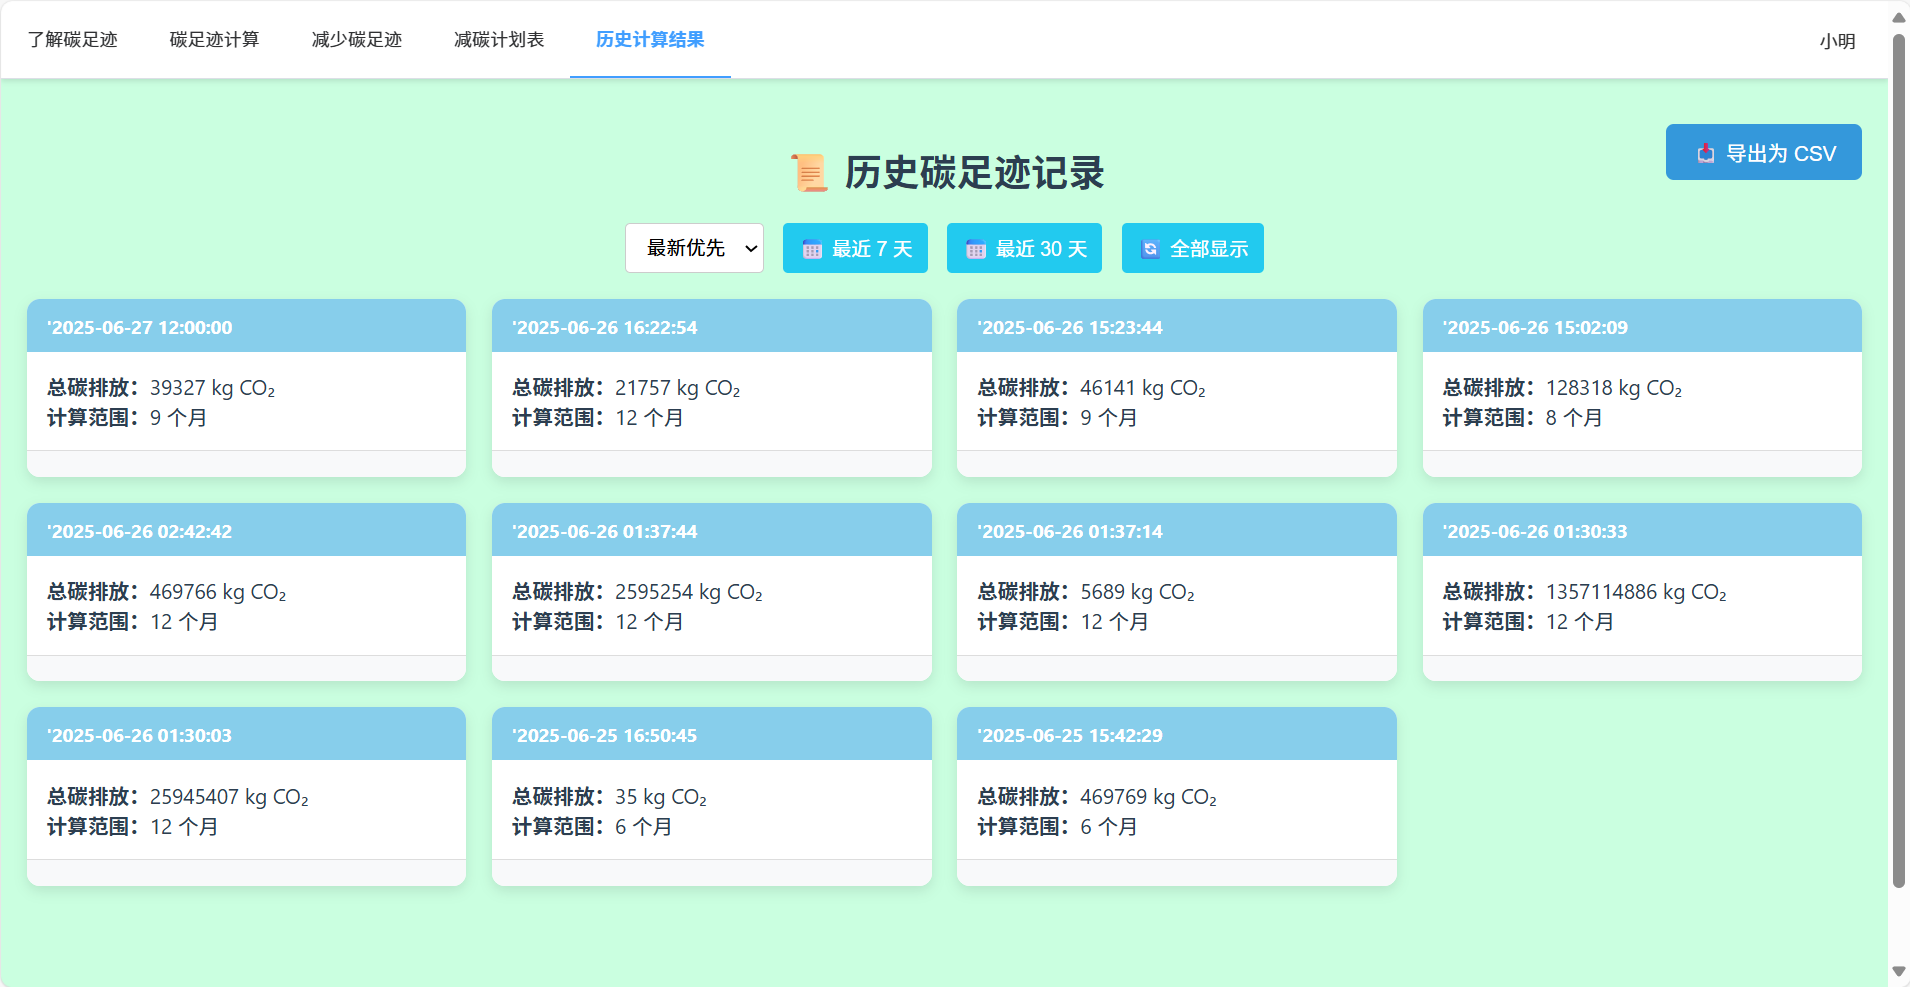 了解碳足迹
碳足迹计算
减少碳足迹
减碳计划表
历史计算结果
小明
导出为 CSV
历史碳足迹记录
最新优先
最近 7 天
最近 30 天
全部显示
'2025-06-27 12:00:00
总碳排放：39327 kg CO₂
计算范围：9 个月
'2025-06-26 16:22:54
总碳排放：21757 kg CO₂
计算范围：12 个月
'2025-06-26 15:23:44
总碳排放：46141 kg CO₂
计算范围：9 个月
'2025-06-26 15:02:09
总碳排放：128318 kg CO₂
计算范围：8 个月
'2025-06-26 02:42:42
总碳排放：469766 kg CO₂
计算范围：12 个月
'2025-06-26 01:37:44
总碳排放：2595254 kg CO₂
计算范围：12 个月
'2025-06-26 01:37:14
总碳排放：5689 kg CO₂
计算范围：12 个月
'2025-06-26 01:30:33
总碳排放：1357114886 kg CO₂
计算范围：12 个月
'2025-06-26 01:30:03
总碳排放：25945407 kg CO₂
计算范围：12 个月
'2025-06-25 16:50:45
总碳排放：35 kg CO₂
计算范围：6 个月
'2025-06-25 15:42:29
总碳排放：469769 kg CO₂
计算范围：6 个月